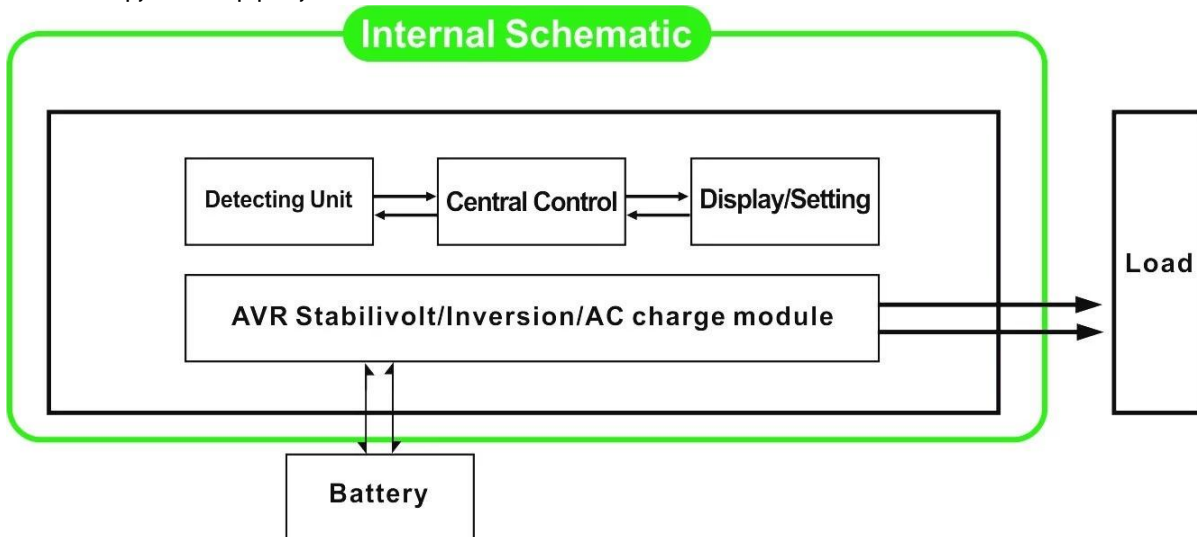 Internal Schematic
Detecting Unit
Central Control
Display/Setting
Load
AVR Stabilivolt/Inversion/AC charge module
Battery